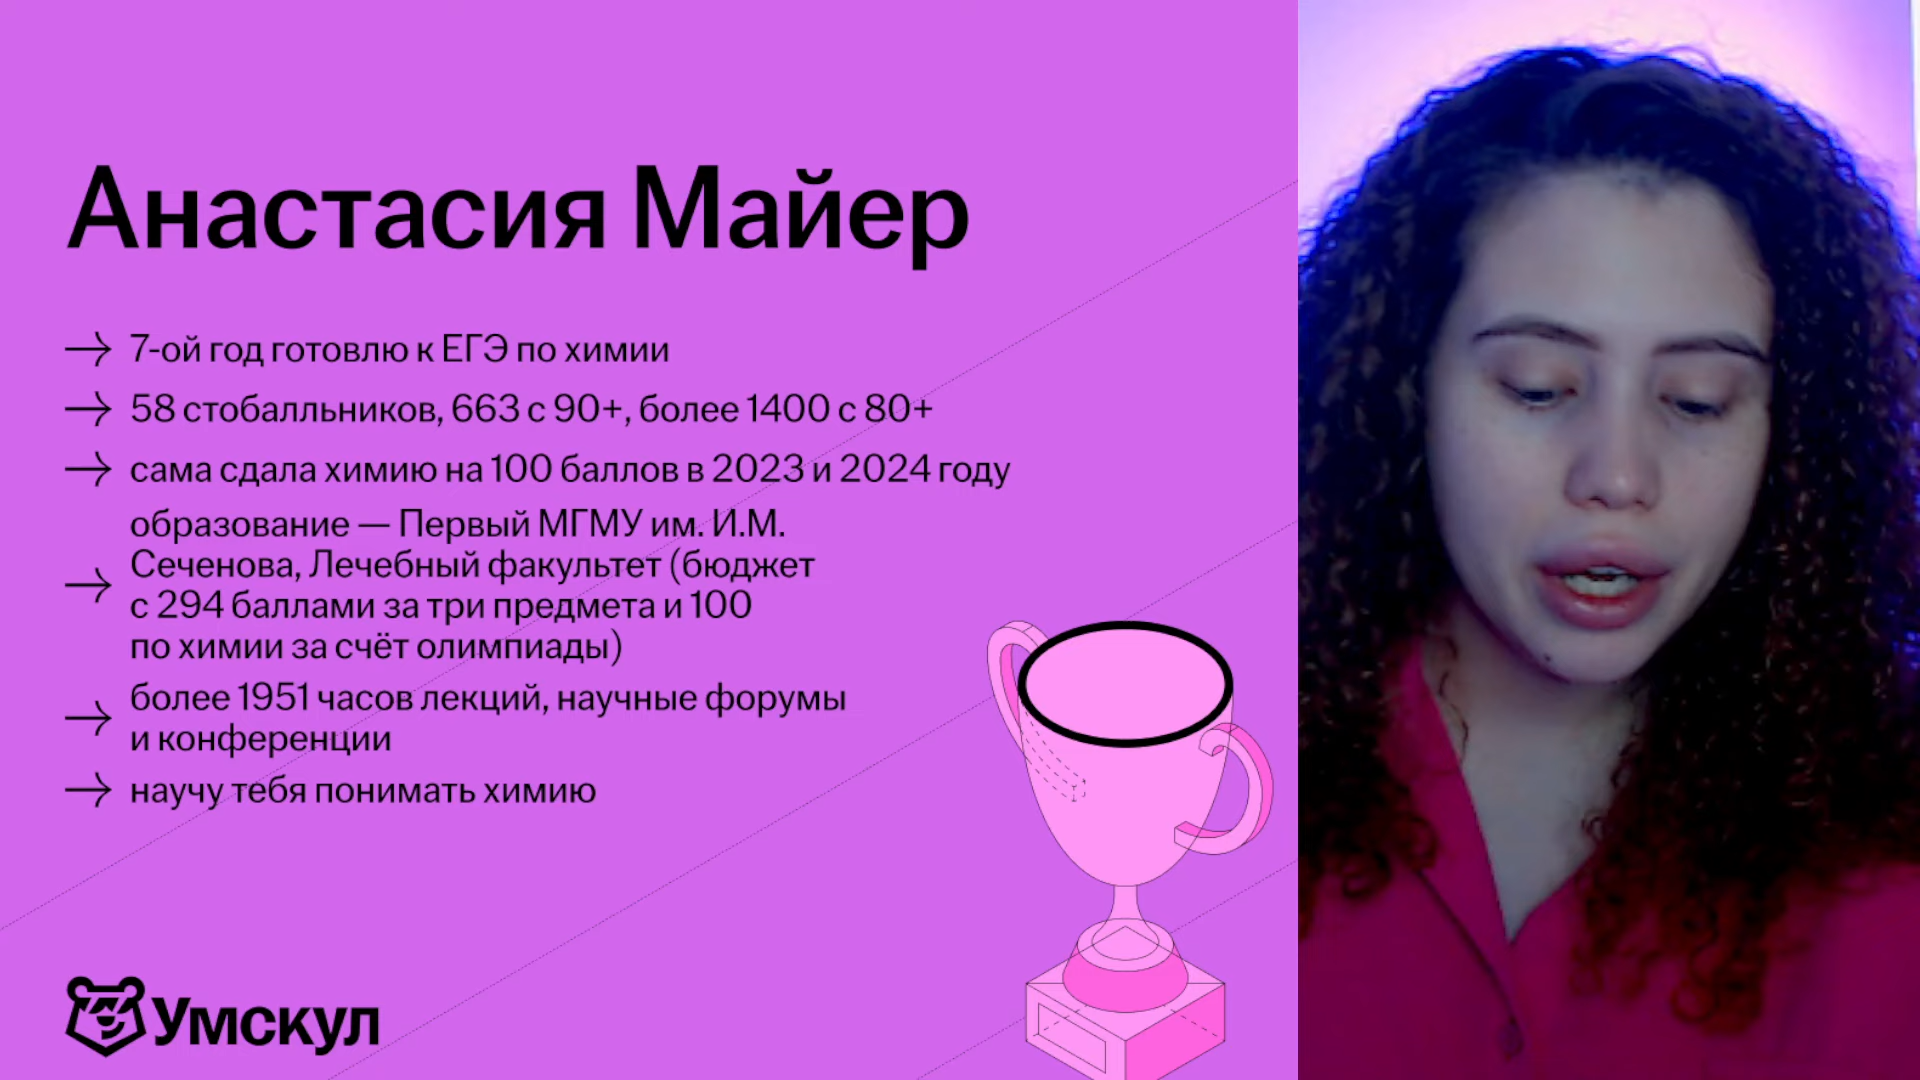 Анастасия Майер
7-ой год готовлю к ЕГЭ по химии
58 стобалльников, 663 с 90+, более 1400 с 80+
сама сдала химию на 100 баллов в 2023 и 2024 году
образование — Первый МГМУ им. И.М.
Сеченова, Лечебный факультет (бюджет
с 294 баллами за три предмета и 100
по химии за счёт олимпиады)
более 1951 часов лекций, научные форумы
и конференции
научу тебя понимать химию
Умскул